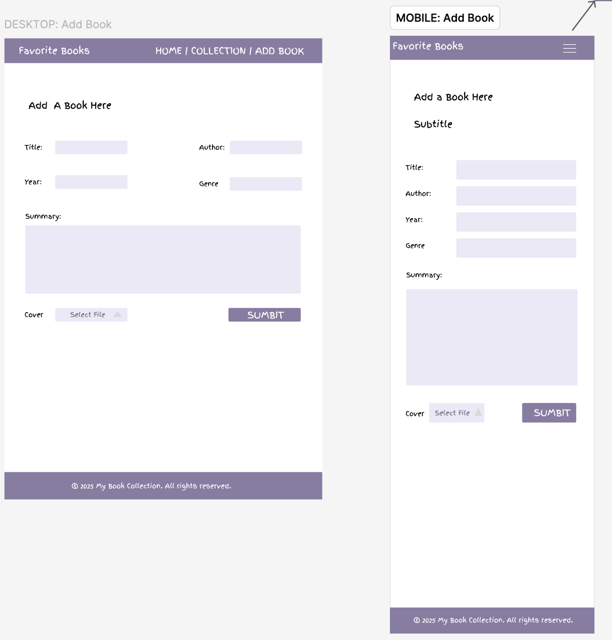 DESKTOP: Add Book
Favorite Books HOME | COLLECTION | ADD BOOK
Add A Book Here
Title: Author:
Year: Genre
Summary:
Cover Select File SUMBIT
© 2025 My Book Collection. All rights reserved.
MOBILE: Add Book
Favorite Books
Add a Book Here
Subtitle
Title:
Author:
Year:
Genre
Summary:
Cover Select File SUMBIT
© 2025 My Book Collection. All rights reserved.